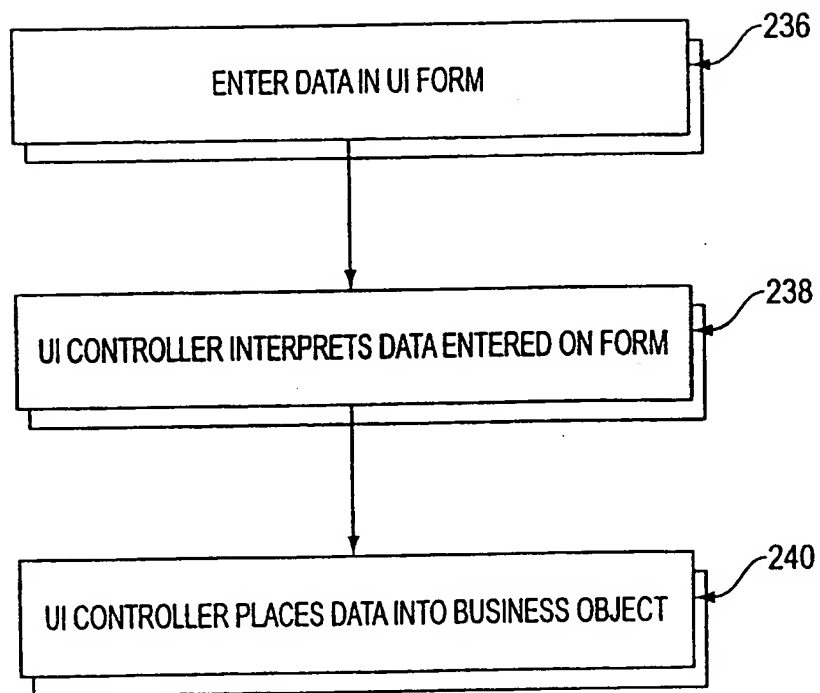 236
ENTER DATA IN UI FORM
238
UI CONTROLLER INTERPRETS DATA ENTERED ON FORM
240
UI CONTROLLER PLACES DATA INTO BUSINESS OBJECT